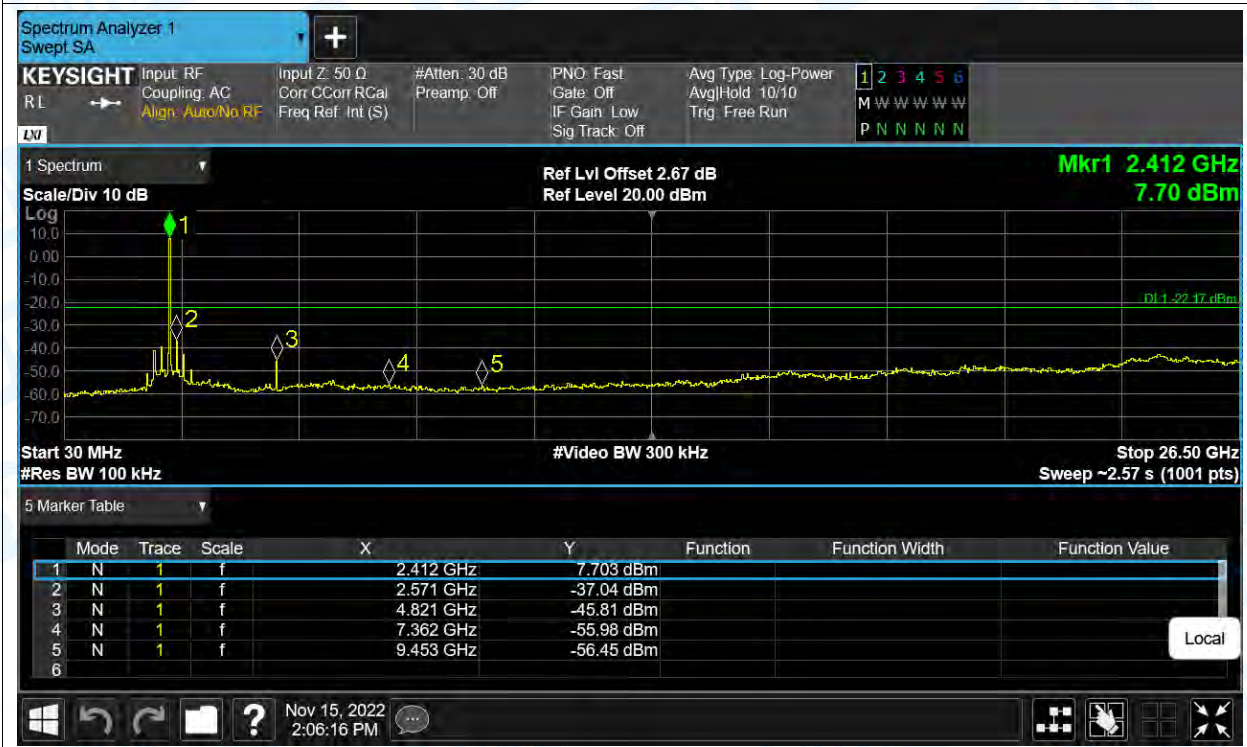 Spectrum Analyzer 1
Swept SA
+
KEYSIGHT Input: RF Input Z: 50 Ω #Atten: 30 dB PNO: Fast Avg Type: Log-Power 1 2 3 4 5 6
RL Coupling: AC Corr CCorr RCal Preamp: Off Gate: Off Avg|Hold: 10/10 M W W W W W
Align: Auto/No RF Freq Ref: Int (S) IF Gain: Low Trig: Free Run
LXI Sig Track: Off P N N N N N
1 Spectrum
Ref Lvl Offset 2.67 dB Mkr1 2.412 GHz
Scale/Div 10 dB Ref Level 20.00 dBm 7.70 dBm
Log
10.0
0.00
-10.0
-20.0
-30.0
-40.0
-50.0
-60.0
-70.0
1
2
3
4
5
DL1 -22.17 dBm
Start 30 MHz #Video BW 300 kHz Stop 26.50 GHz
#Res BW 100 kHz Sweep ~2.57 s (1001 pts)
5 Marker Table
Mode Trace Scale X Y Function Function Width Function Value
1 N 1 f 2.412 GHz 7.703 dBm
2 N 1 f 2.571 GHz -37.04 dBm
3 N 1 f 4.821 GHz -45.81 dBm
4 N 1 f 7.362 GHz -55.98 dBm
5 N 1 f 9.453 GHz -56.45 dBm
6
Local
? Nov 15, 2022
2:06:16 PM